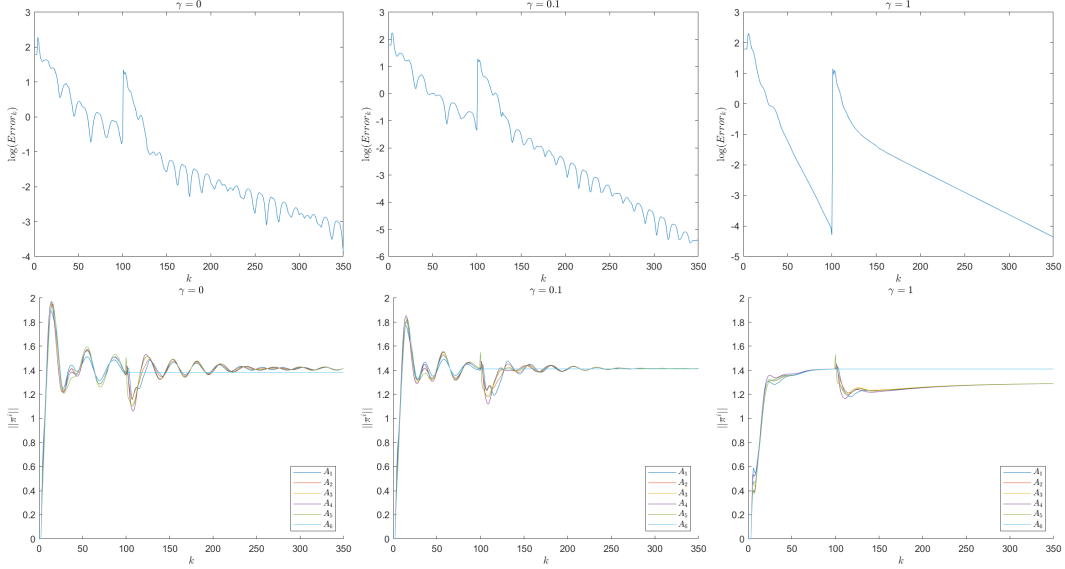 γ = 0
γ = 0.1
γ = 1
3
2
1
0
-1
-2
-3
-4
log(Error_k)
0 50 100 150 200 250 300 350
k
3
2
1
0
-1
-2
-3
-4
-5
-6
log(Error_k)
0 50 100 150 200 250 300 350
k
3
2
1
0
-1
-2
-3
-4
-5
log(Error_k)
0 50 100 150 200 250 300 350
k
γ = 0
γ = 0.1
γ = 1
2
1.8
1.6
1.4
1.2
1
0.8
0.6
0.4
0.2
0
||π^i||
A_1
A_2
A_3
A_4
A_5
A_6
0 50 100 150 200 250 300 350
k
2
1.8
1.6
1.4
1.2
1
0.8
0.6
0.4
0.2
0
||π^i||
A_1
A_2
A_3
A_4
A_5
A_6
0 50 100 150 200 250 300 350
k
2
1.8
1.6
1.4
1.2
1
0.8
0.6
0.4
0.2
0
||π^i||
A_1
A_2
A_3
A_4
A_5
A_6
0 50 100 150 200 250 300 350
k